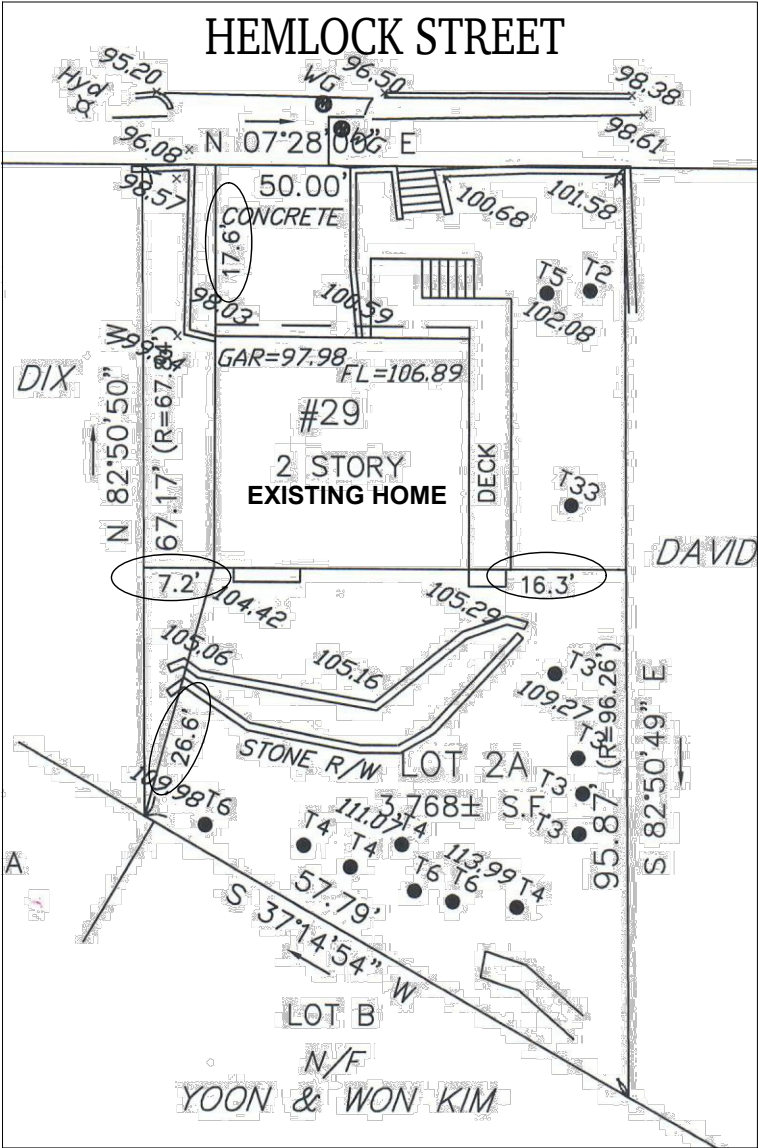 HEMLOCK STREET
95.20
Hyd
WG
96.50
98.38
98.61
96.08
N 07°28'00" E
WG
98.57
50.00'
CONCRETE
17.6'
100.68
101.58
98.03
100.59
T5
T2
102.08
DIX
N 82°50'50" W
67.17'
GAR=97.98
FL=106.89
#29
2 STORY
EXISTING HOME
DECK
T33
DAVID
7.2'
16.3'
104.42
105.29
105.06
105.16
T3
109.27
T3
(R=96.26')
26.6'
STONE R/W
LOT 2A
3,768± S.F.
T3
T3
95.87'
S 82°50'49" E
109.98
T6
111.07
T4
T4
T4
113.99
T6
T6
T4
A
57.79'
S 37°14'54" W
LOT B
N/F
YOON & WON KIM